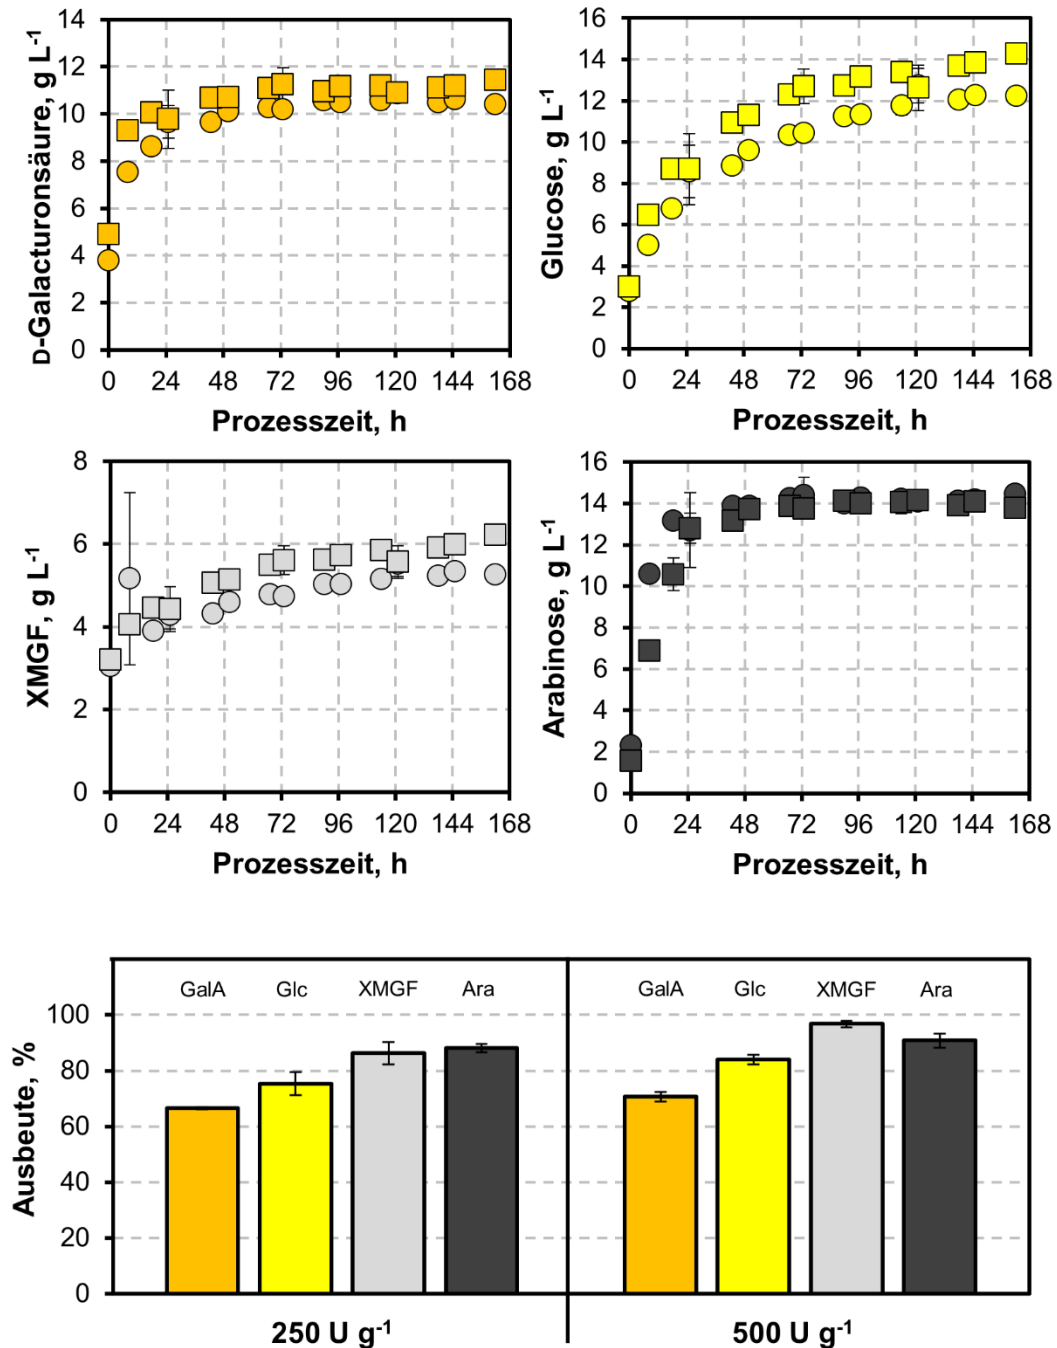 D-Galacturonsäure, g L-1
14
12
10
8
6
4
2
0
0 24 48 72 96 120 144 168
Prozesszeit, h
Glucose, g L-1
16
14
12
10
8
6
4
2
0
0 24 48 72 96 120 144 168
Prozesszeit, h
XMGF, g L-1
8
6
4
2
0
0 24 48 72 96 120 144 168
Prozesszeit, h
Arabinose, g L-1
16
14
12
10
8
6
4
2
0
0 24 48 72 96 120 144 168
Prozesszeit, h
Ausbeute, %
100
80
60
40
20
0
GalA Glc XMGF Ara
GalA Glc XMGF Ara
250 U g-1
500 U g-1